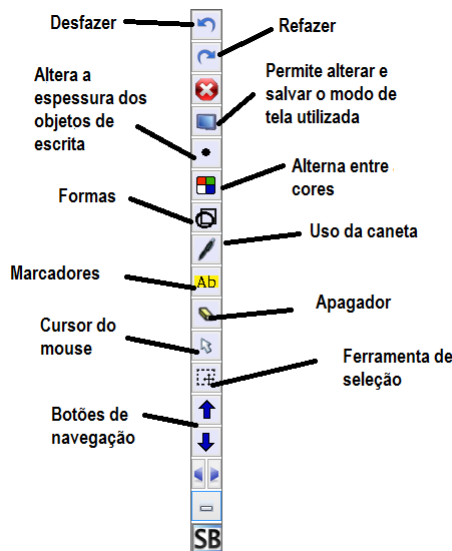 Desfazer
Refazer
Altera a
espessura dos
objetos de
escrita
Permite alterar e
salvar o modo de
tela utilizada
Alterna entre
cores
Formas
Uso da caneta
Marcadores
Ab
Apagador
Cursor do
mouse
Ferramenta de
seleção
Botões de
navegação
SB